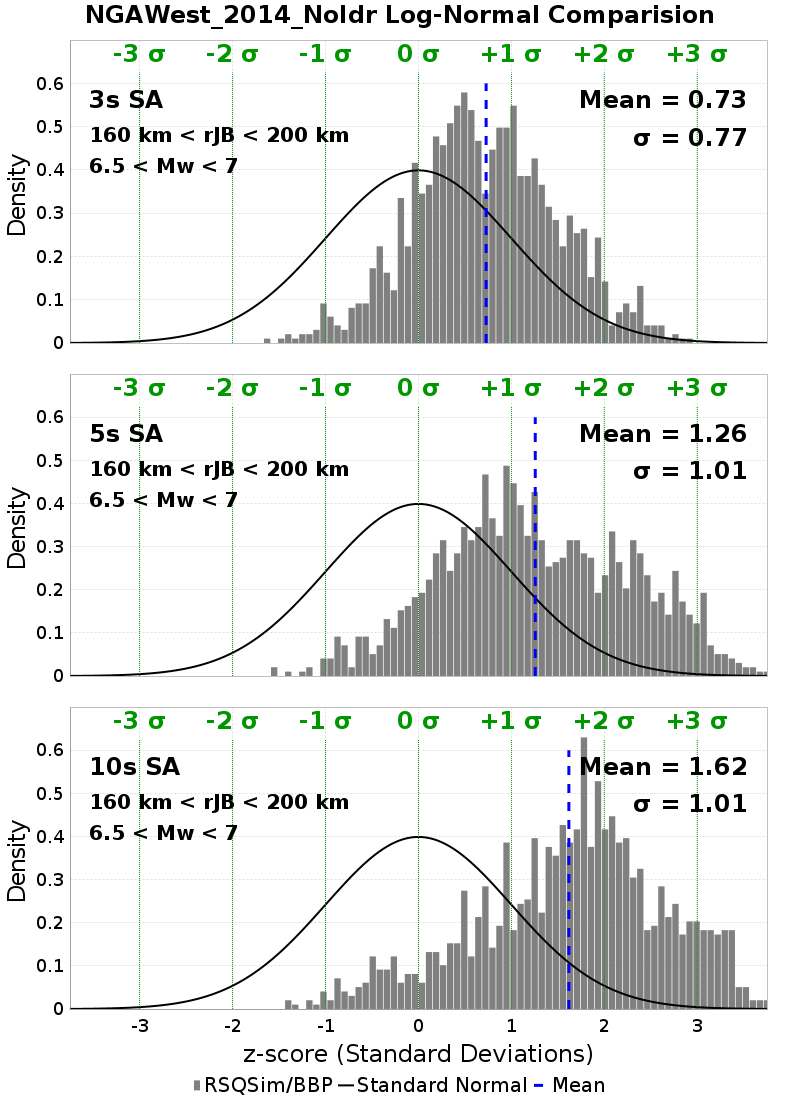 NGAWest_2014_NoIdr Log-Normal Comparision
-3 σ -2 σ -1 σ 0 σ +1 σ +2 σ +3 σ
0.6
3s SA Mean = 0.73
0.5
160 km < rJB < 200 km σ = 0.77
6.5 < Mw < 7
0.4
0.3
0.2
0.1
0
Density
-3 σ -2 σ -1 σ 0 σ +1 σ +2 σ +3 σ
0.6
5s SA Mean = 1.26
0.5
160 km < rJB < 200 km σ = 1.01
6.5 < Mw < 7
0.4
0.3
0.2
0.1
0
Density
-3 σ -2 σ -1 σ 0 σ +1 σ +2 σ +3 σ
0.6
10s SA Mean = 1.62
0.5
160 km < rJB < 200 km σ = 1.01
6.5 < Mw < 7
0.4
0.3
0.2
0.1
0
Density
-3 -2 -1 0 1 2 3
z-score (Standard Deviations)
RSQSim/BBP Standard Normal Mean